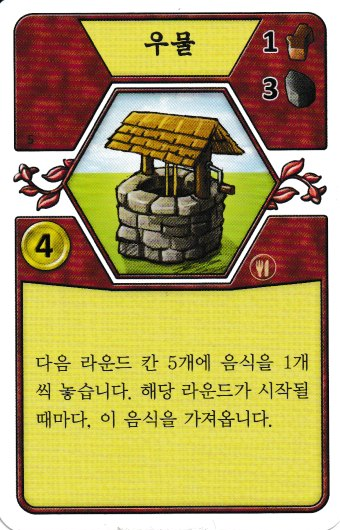 우물
1
3
5
4
다음 라운드 칸 5개에 음식을 1개
씩 놓습니다. 해당 라운드가 시작될
때마다, 이 음식을 가져옵니다.